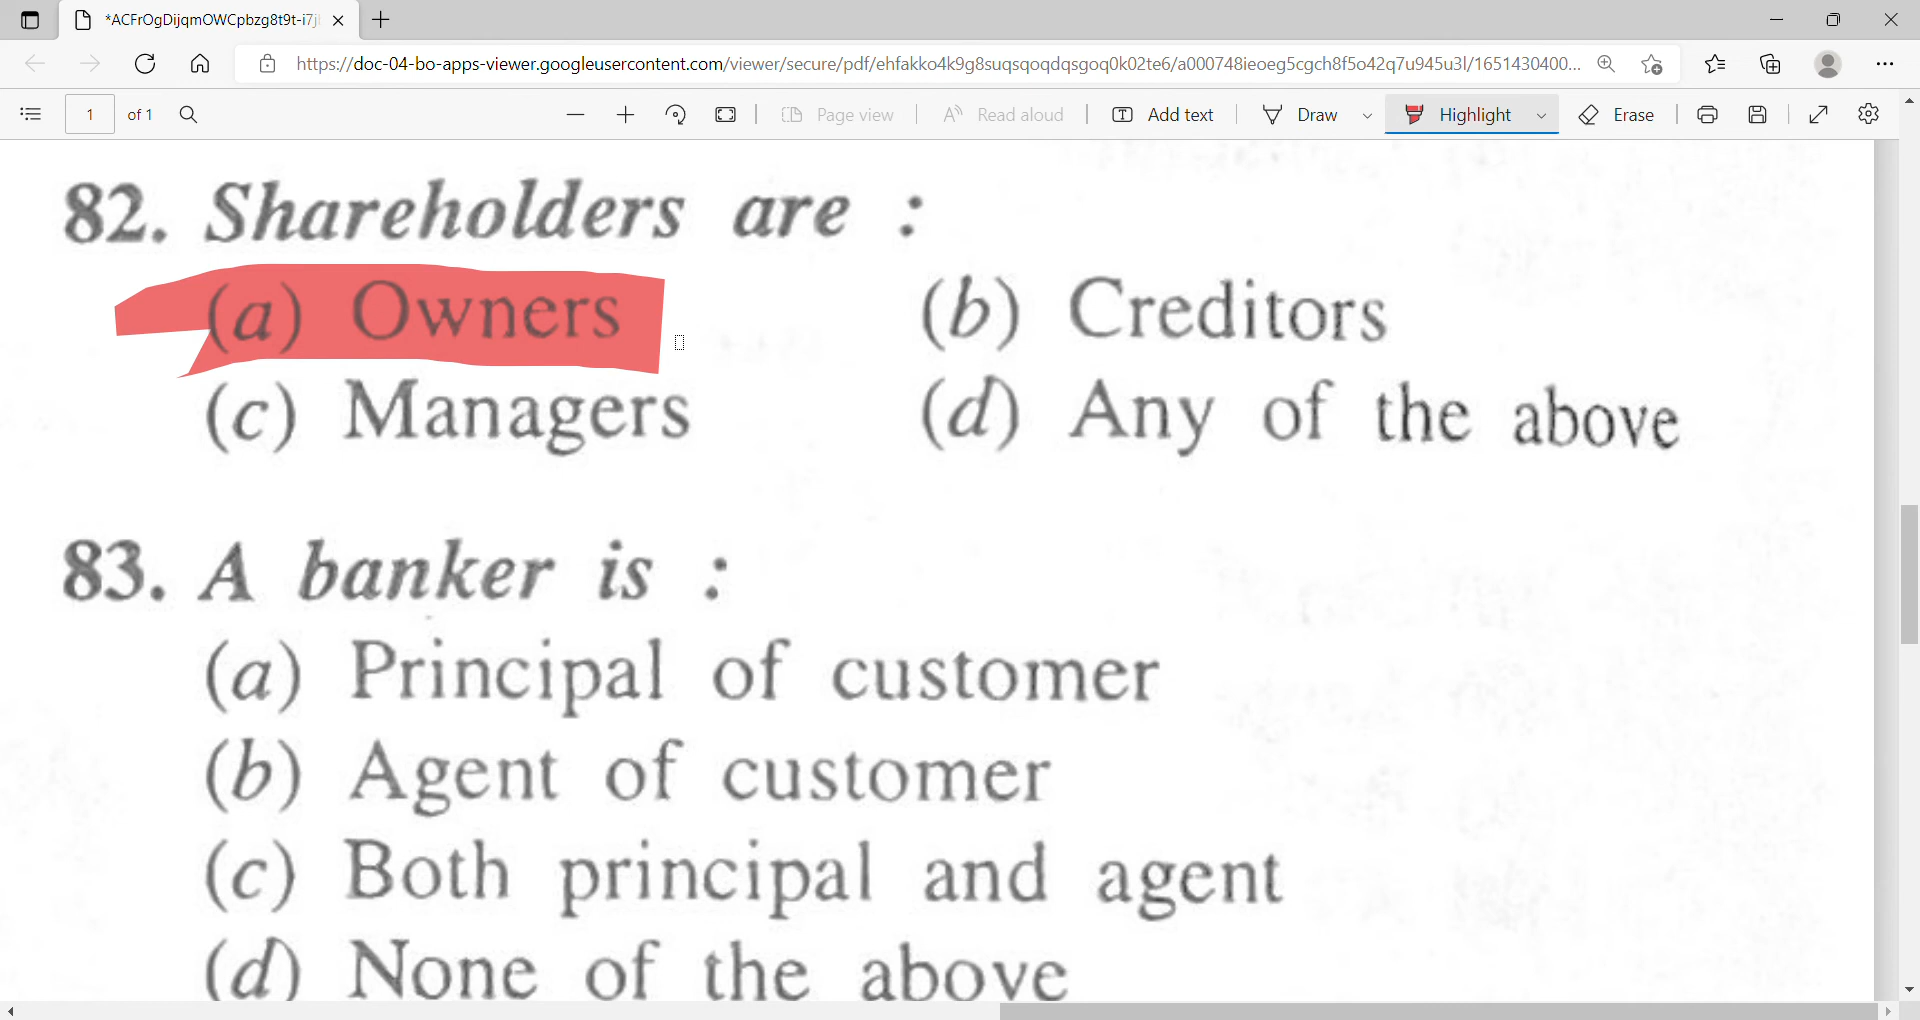 *ACFrOgDijqmOWCpbzg8t9t-i7j
https://doc-04-bo-apps-viewer.googleusercontent.com/viewer/secure/pdf/ehfakko4k9g8suqsqoqdqsgoq0k02te6/a000748ieoeg5cgch8f5o42q7u945u3l/1651430400...
1 of 1 Page view Read aloud Add text Draw Highlight Erase
82. Shareholders are :
(a) Owners (b) Creditors
(c) Managers (d) Any of the above
83. A banker is :
(a) Principal of customer
(b) Agent of customer
(c) Both principal and agent
(d) None of the above